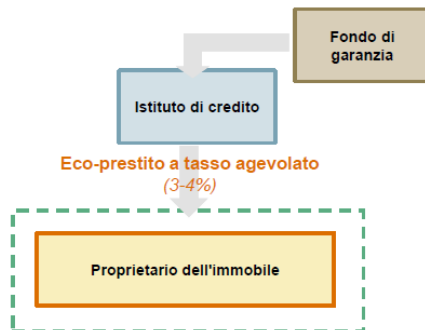 Fondo di
garanzia
Istituto di credito
Eco-prestito a tasso agevolato
(3-4%)
Proprietario dell'immobile